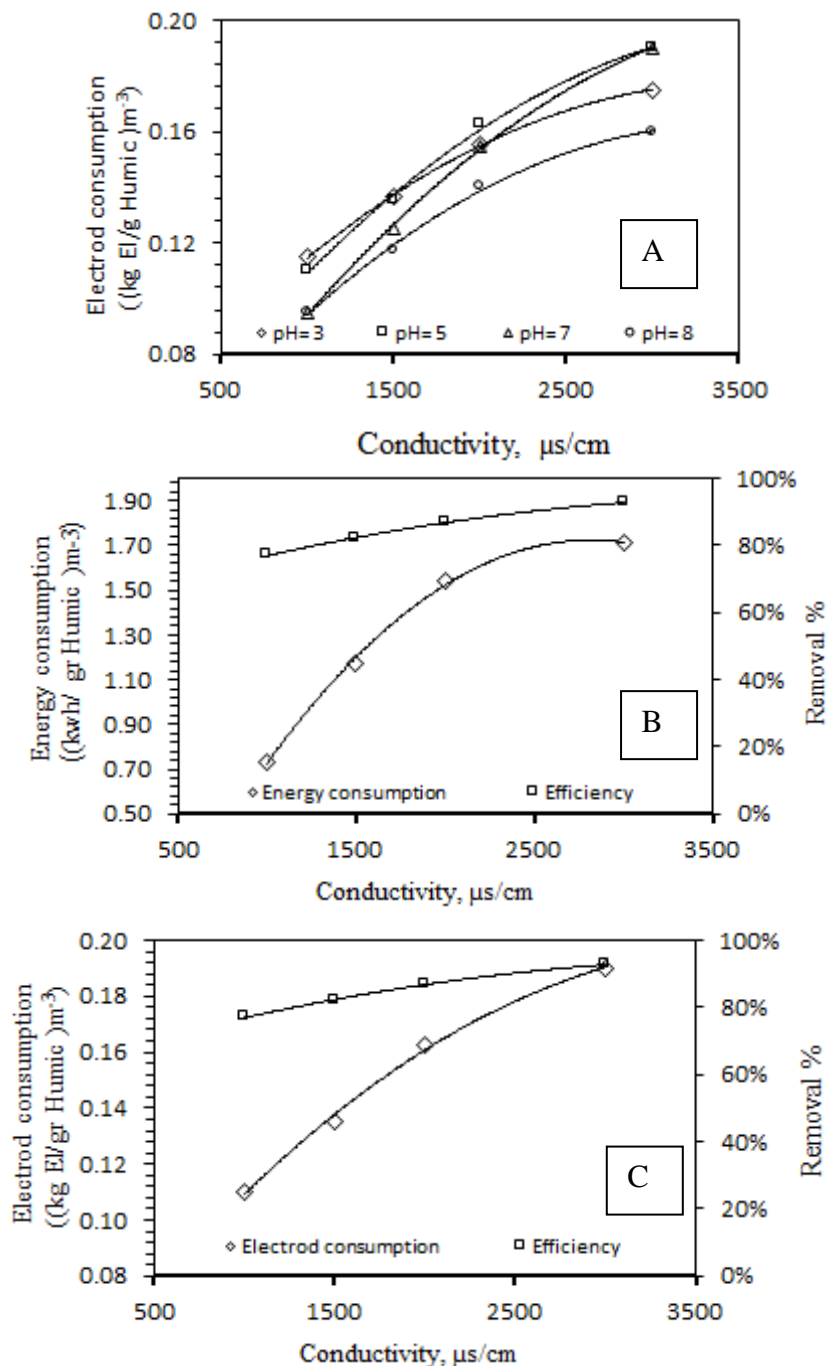 0.20
0.16
0.12
0.08
Electrod consumption
((kg El/g Humic )m⁻³)
A
pH=3
pH=5
pH=7
pH=8
500
1500
2500
3500
Conductivity, μs/cm
1.90
1.70
1.50
1.30
1.10
0.90
0.70
0.50
Energy consumption
((kwh/ gr Humic )m-3)
100%
80%
60%
40%
20%
0%
Removal %
B
Energy consumption
Efficiency
500
1500
2500
3500
Conductivity, μs/cm
0.20
0.18
0.16
0.14
0.12
0.10
0.08
Electrod consumption
((kg El/gr Humic )m⁻³)
100%
80%
60%
40%
20%
0%
Removal %
C
Electrod consumption
Efficiency
500
1500
2500
3500
Conductivity, μs/cm